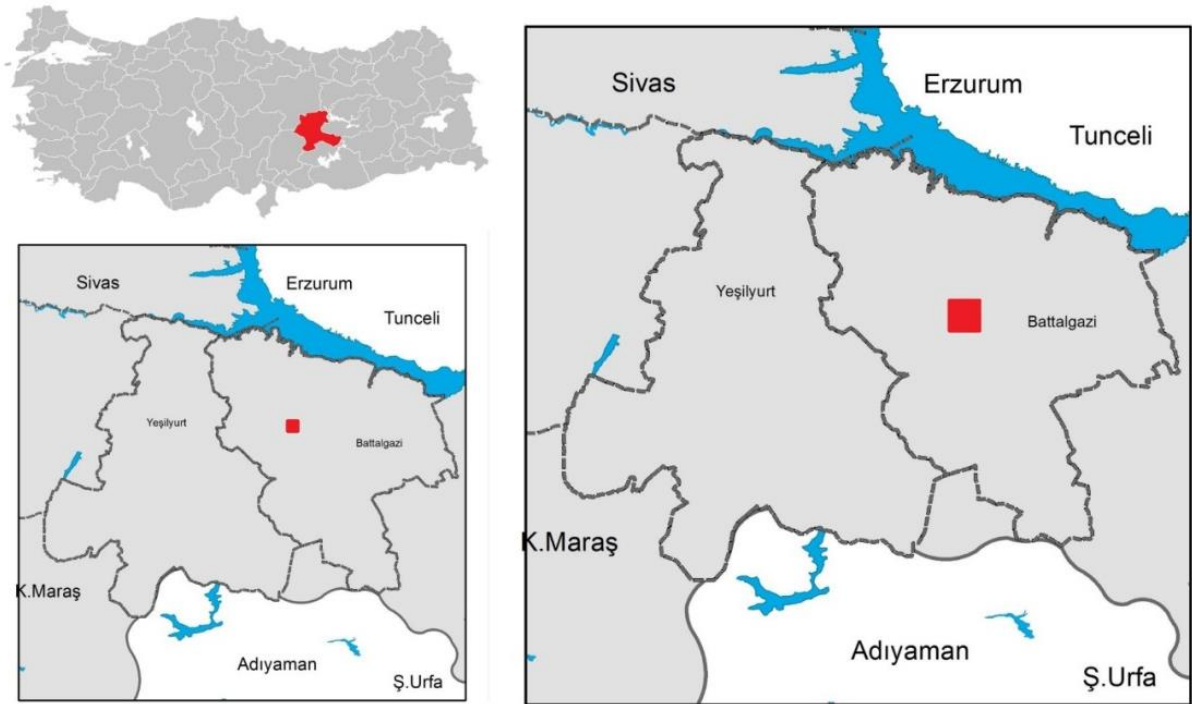 Sivas
Erzurum
Tunceli
Yeşilyurt
Battalgazi
K.Maraş
Adıyaman
Ş.Urfa
Sivas
Erzurum
Tunceli
Yeşilyurt
Battalgazi
K.Maraş
Adıyaman
Ş.Urfa